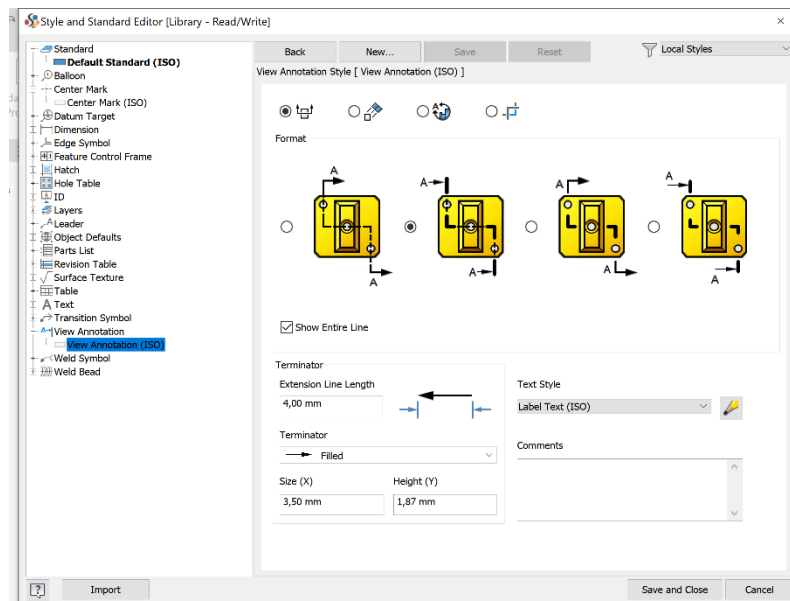 Style and Standard Editor [Library - Read/Write]
Standard
Default Standard (ISO)
Balloon
Center Mark
Center Mark (ISO)
Datum Target
Dimension
Edge Symbol
Feature Control Frame
Hatch
Hole Table
ID
Layers
Leader
Object Defaults
Parts List
Revision Table
Surface Texture
Table
Text
Transition Symbol
View Annotation
View Annotation (ISO)
Weld Symbol
Weld Bead
Back New... Save Reset Local Styles
View Annotation Style [ View Annotation (ISO) ]
Format
A A A A
A A A A
Show Entire Line
Terminator
Extension Line Length
4,00 mm
Terminator
Filled
Size (X) Height (Y)
3,50 mm 1,87 mm
Text Style
Label Text (ISO)
Comments
? Import Save and Close Cancel